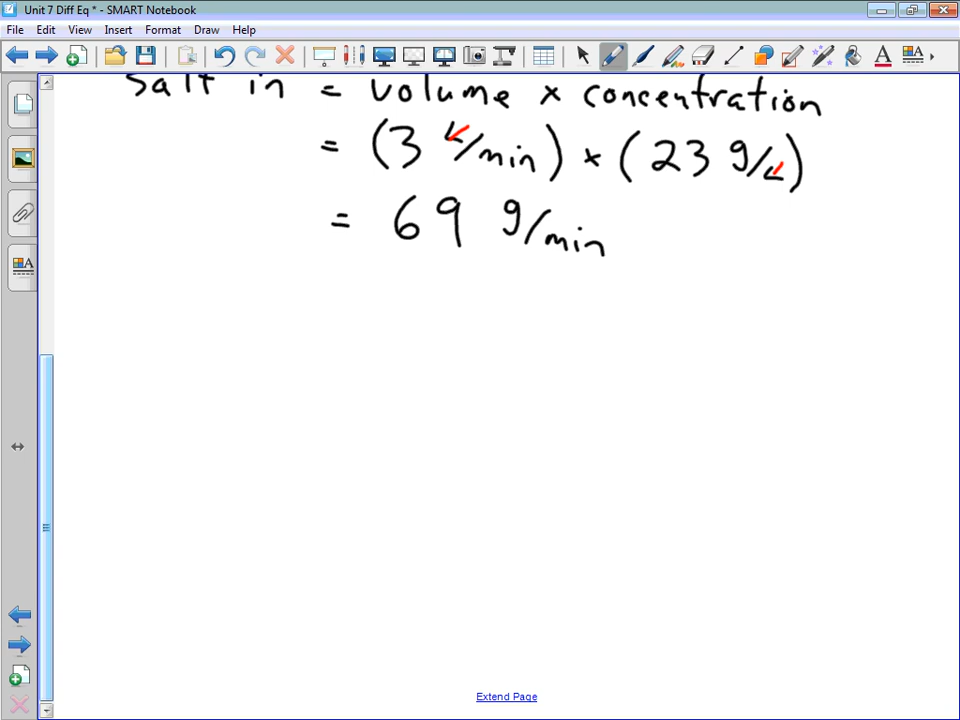 Unit 7 Diff Eq * - SMART Notebook
File Edit View Insert Format Draw Help
Salt in = volume x concentration
= (3 L/min) x (23 g/L)
= 69 g/min
Extend Page